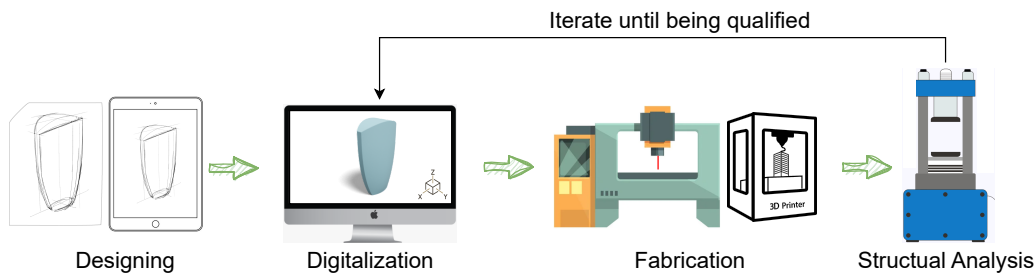 Iterate until being qualified
Z
X
Y
3D Printer
Designing
Digitalization
Fabrication
Structual Analysis